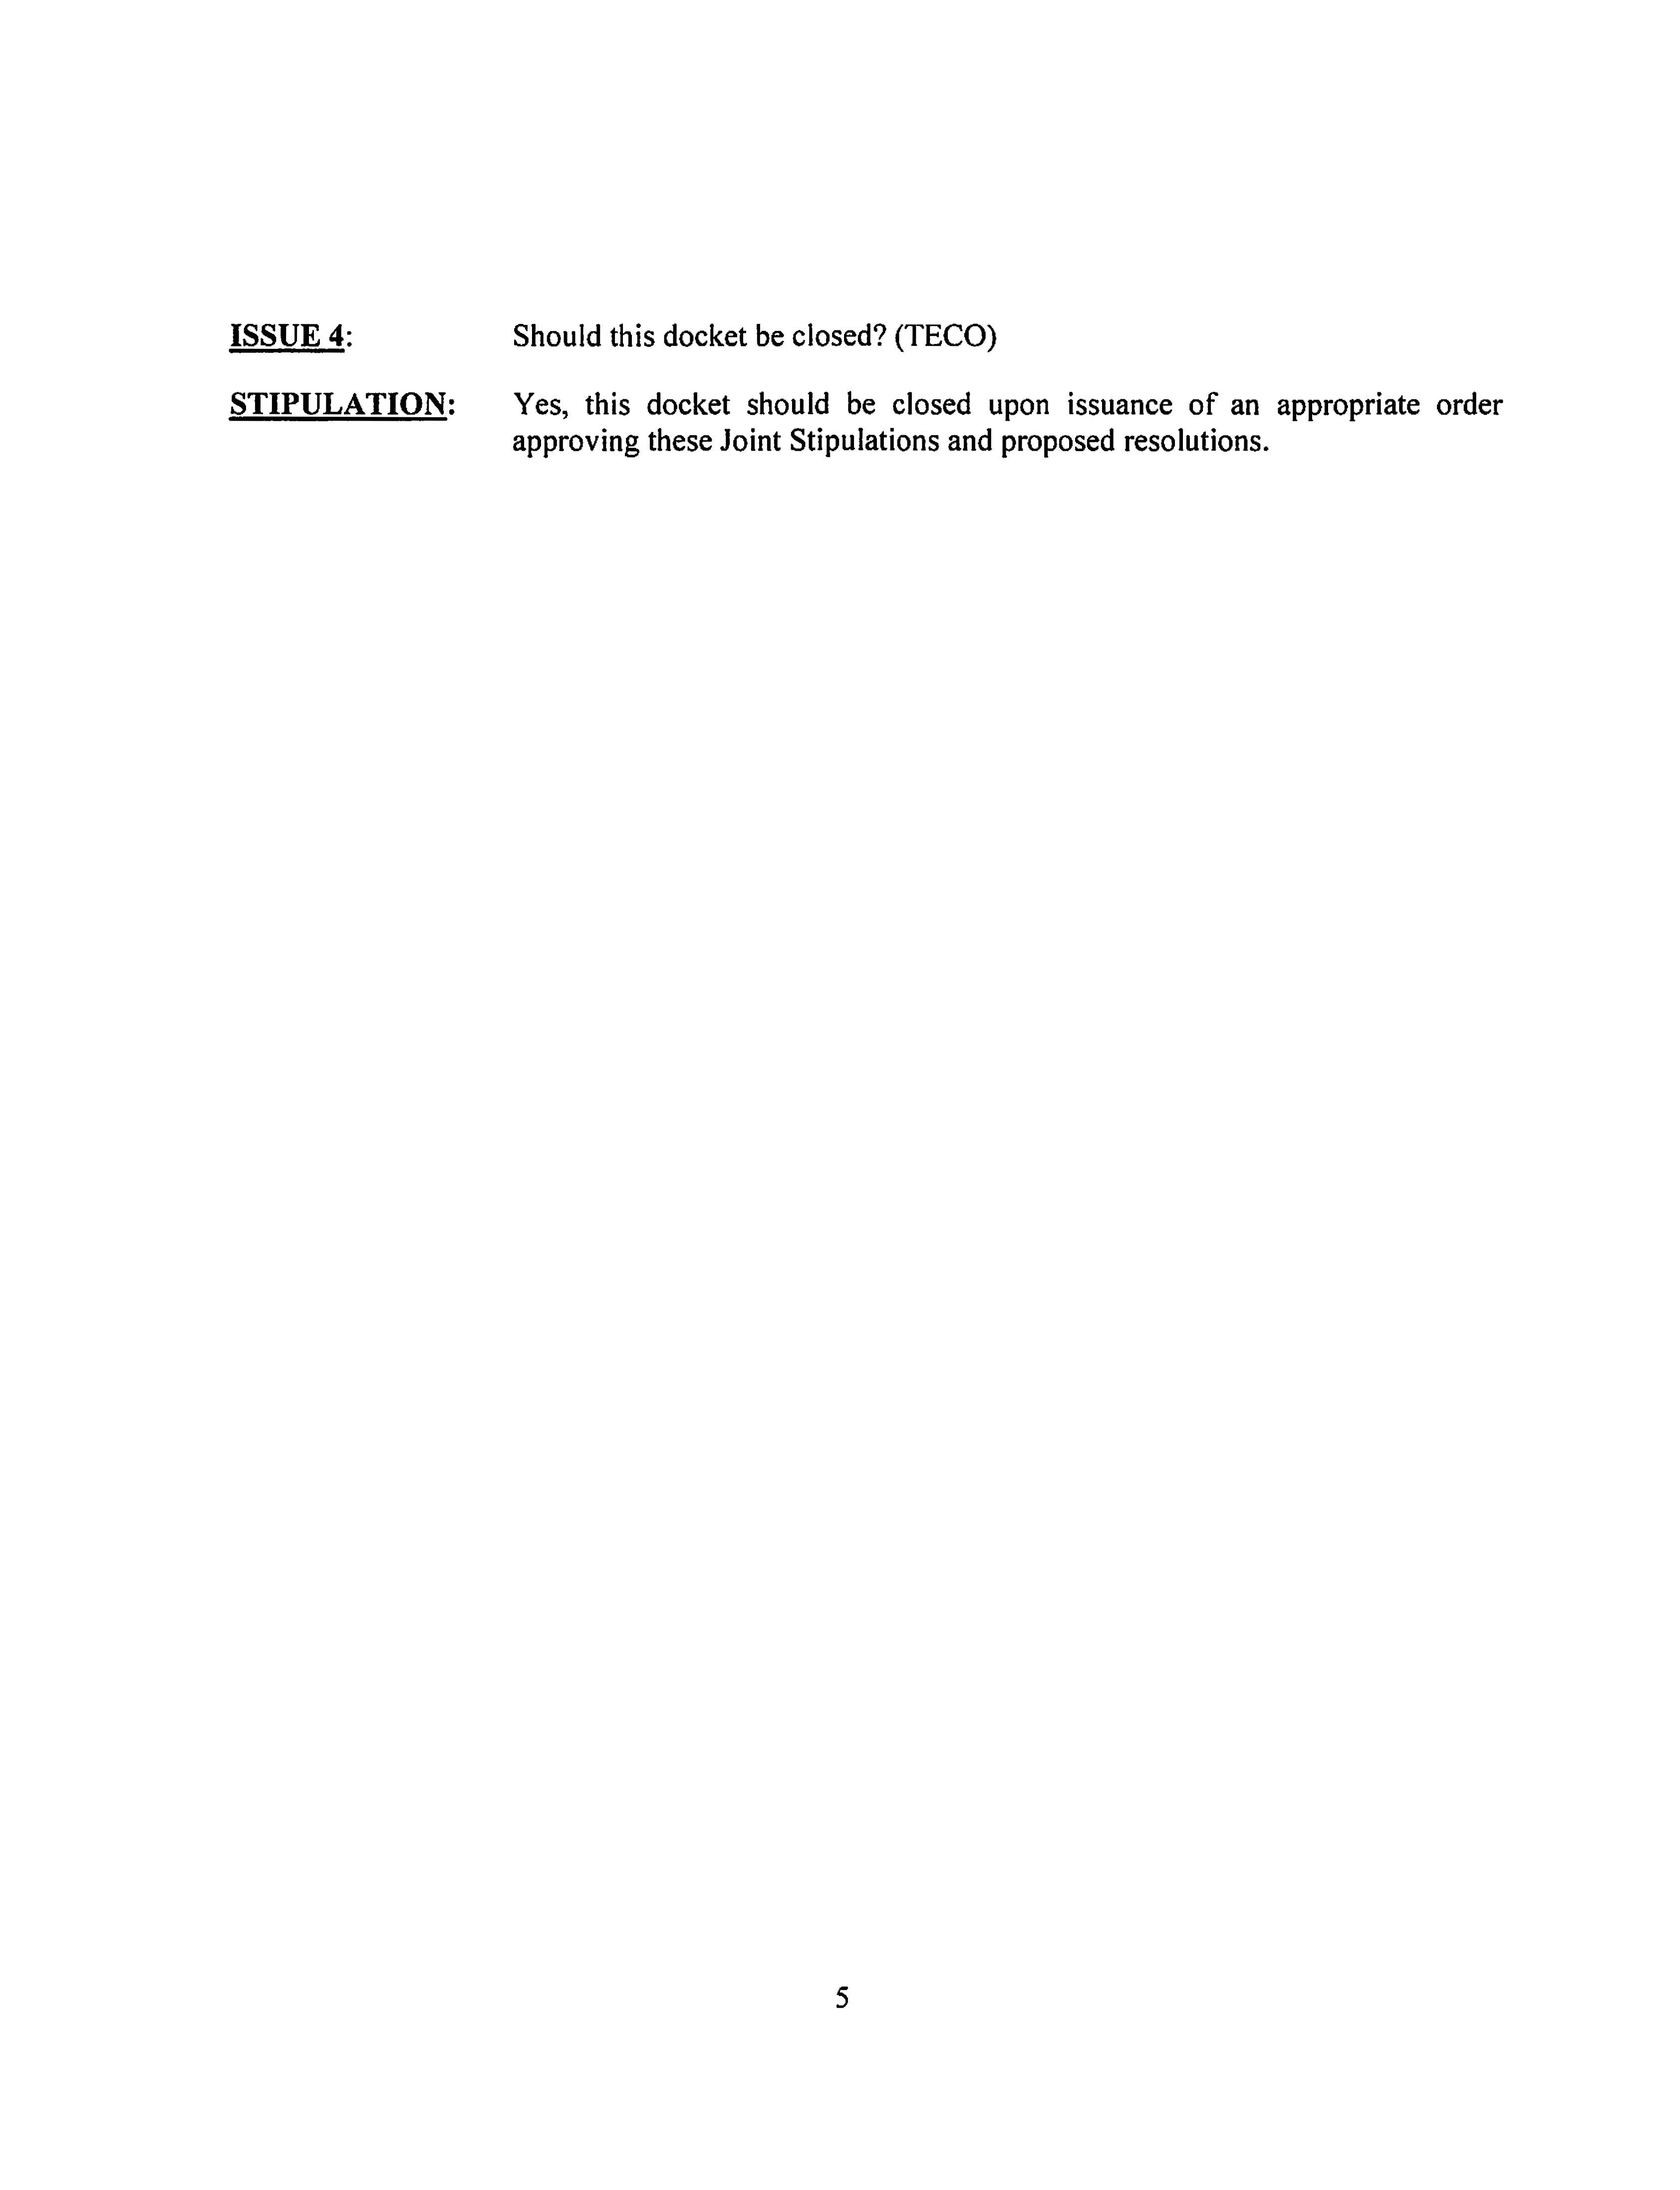 ISSUE 4: Should this docket be closed? (TECO)
STIPULATION: Yes, this docket should be closed upon issuance of an appropriate order
approving these Joint Stipulations and proposed resolutions.
5